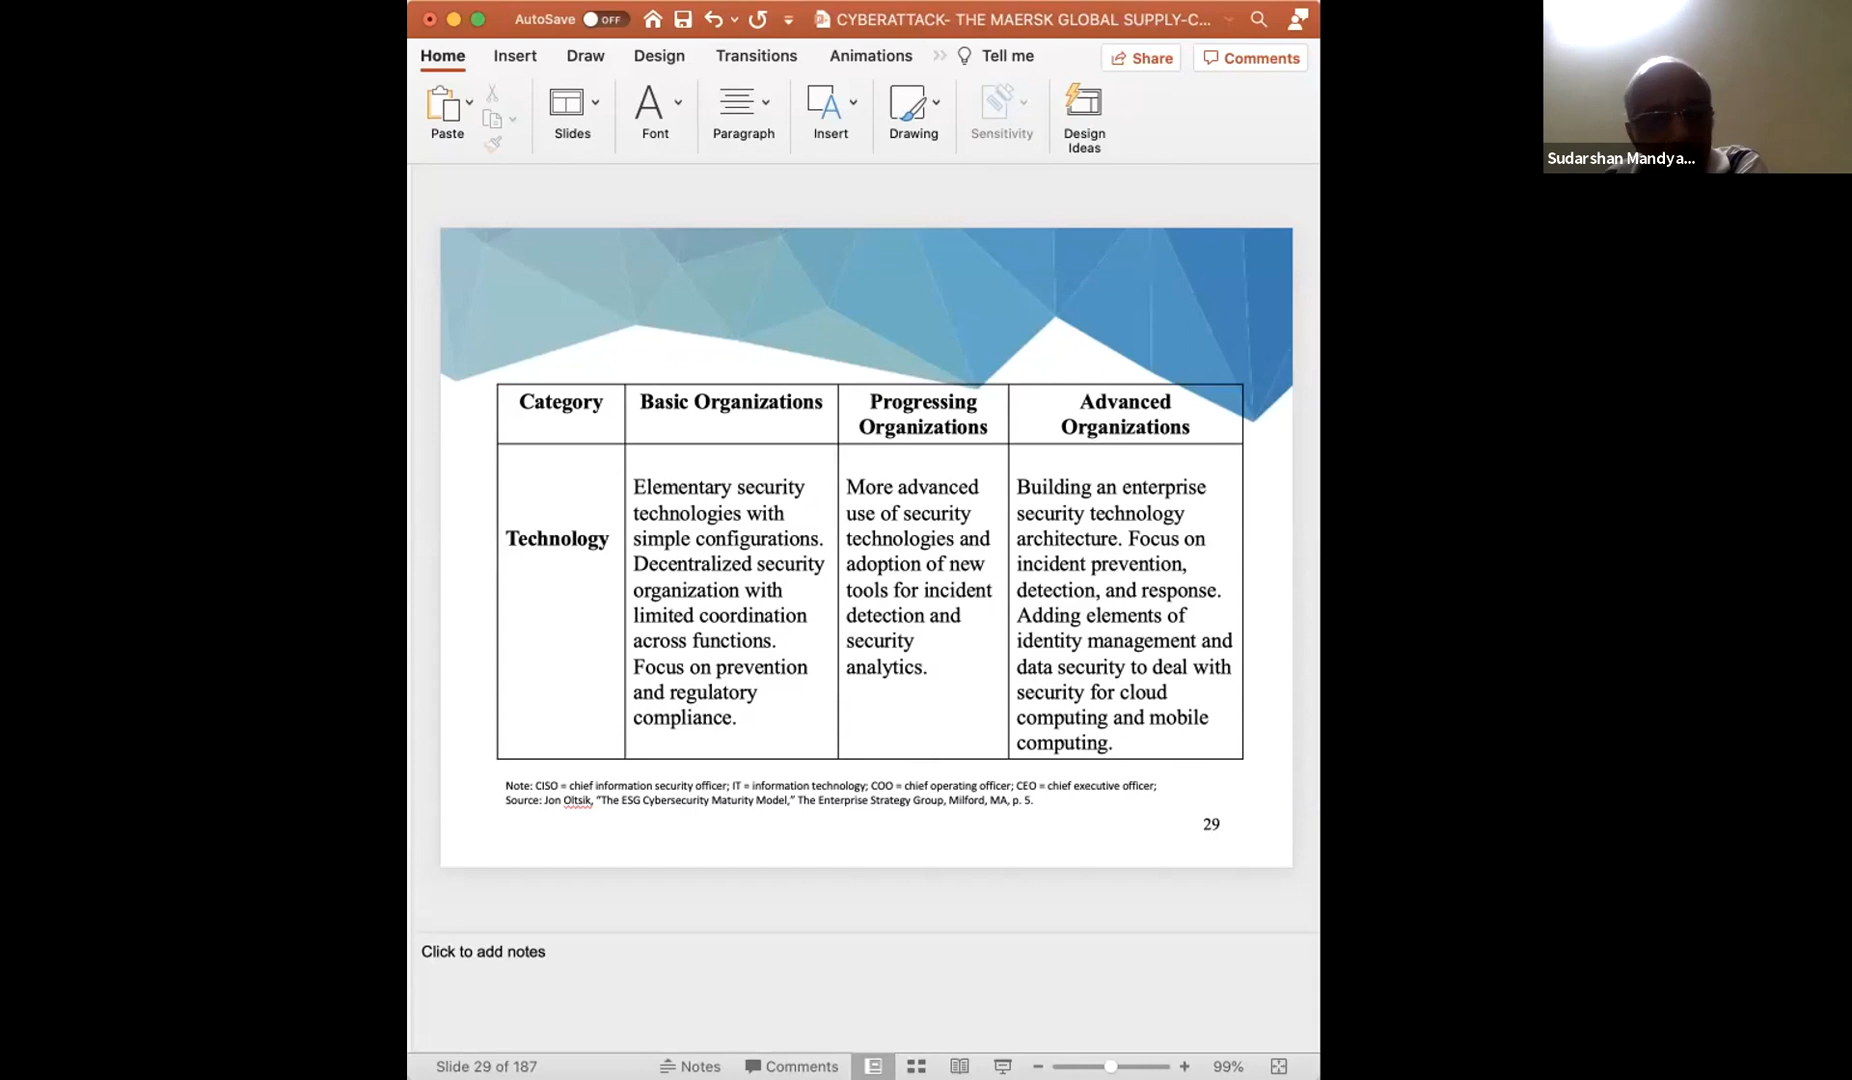 AutoSave OFF CYBERATTACK- THE MAERSK GLOBAL SUPPLY-C...
Home Insert Draw Design Transitions Animations Tell me Share Comments
Paste Slides Font Paragraph Insert Drawing Sensitivity Design
Ideas
Sudarshan Mandya...
Category Basic Organizations Progressing Organizations Advanced Organizations
Technology
Elementary security
technologies with
simple configurations.
Decentralized security
organization with
limited coordination
across functions.
Focus on prevention
and regulatory
compliance.
More advanced
use of security
technologies and
adoption of new
tools for incident
detection and
security
analytics.
Building an enterprise
security technology
architecture. Focus on
incident prevention,
detection, and response.
Adding elements of
identity management and
data security to deal with
security for cloud
computing and mobile
computing.
Note: CISO = chief information security officer; IT = information technology; COO = chief operating officer; CEO = chief executive officer;
Source: Jon Oltsik, “The ESG Cybersecurity Maturity Model,” The Enterprise Strategy Group, Milford, MA, p. 5.
29
Click to add notes
Slide 29 of 187 Notes Comments 99%